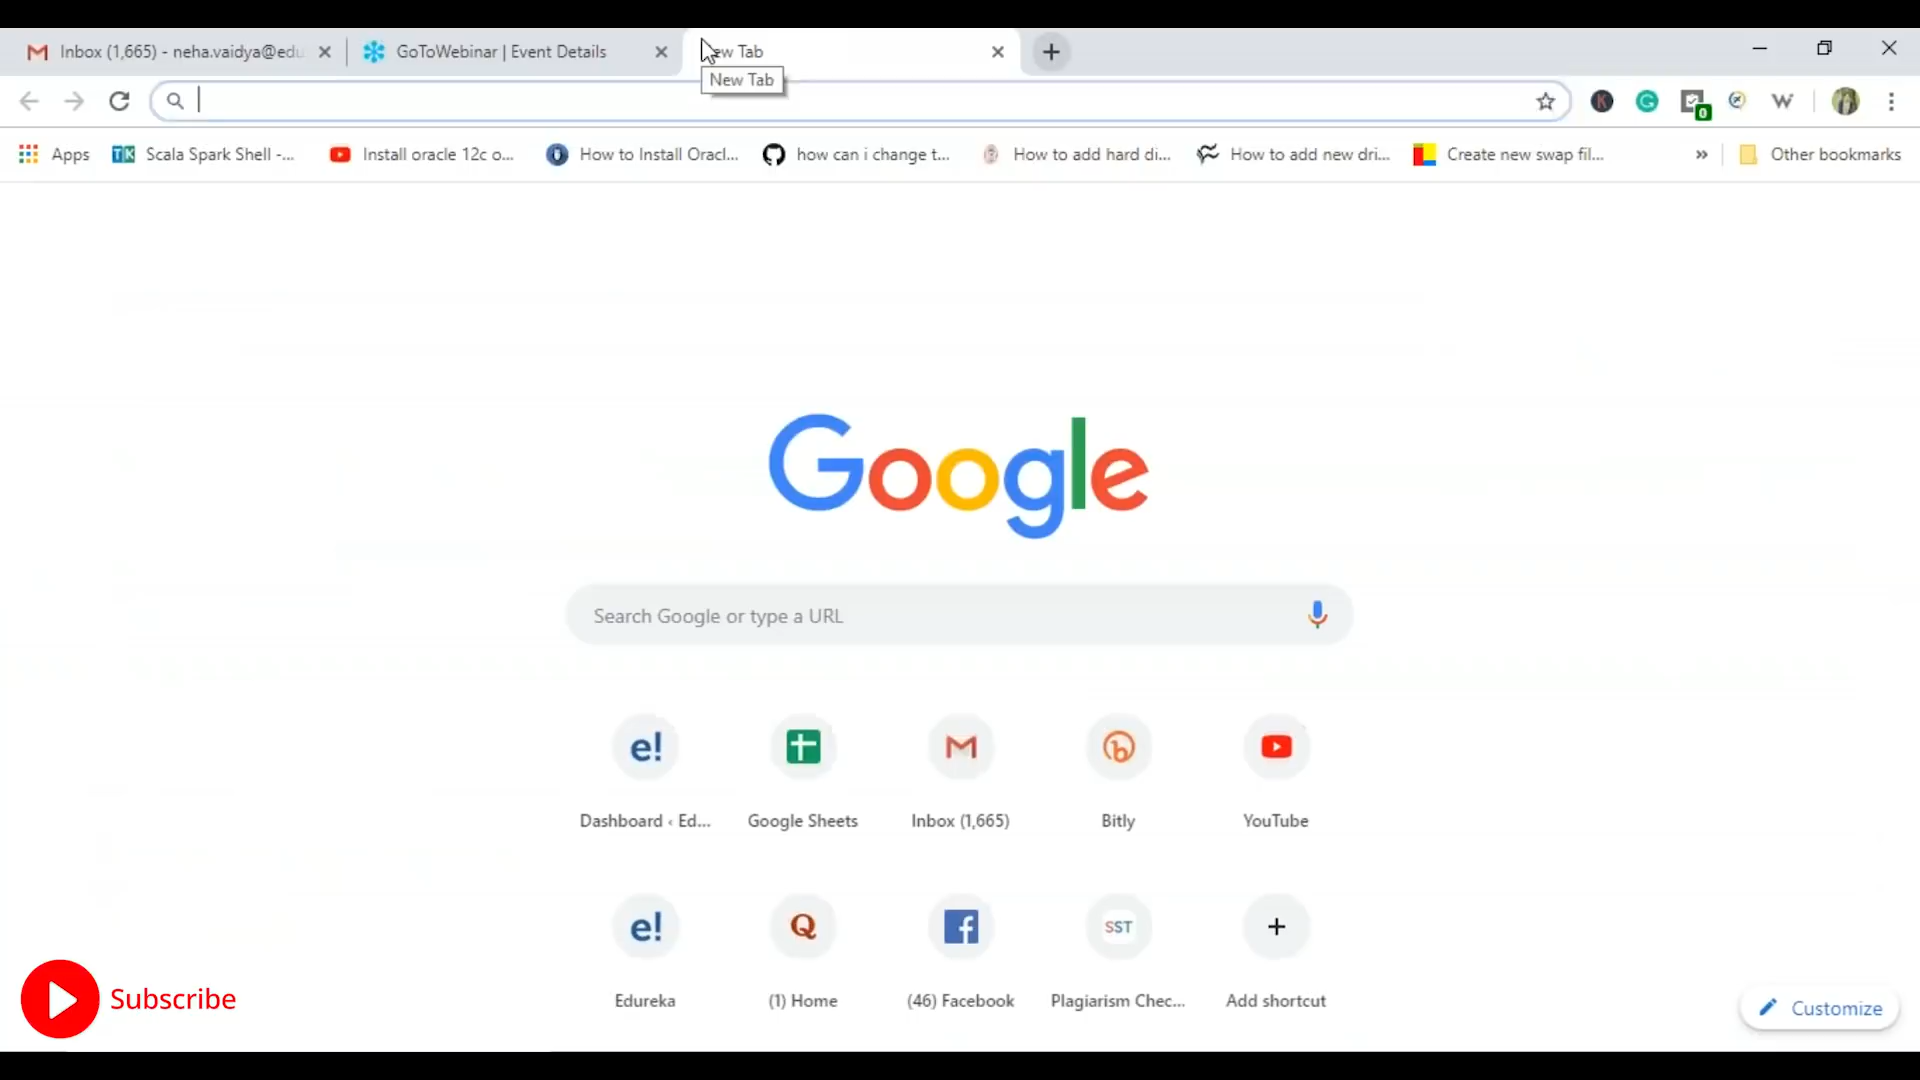 Inbox (1,665) - neha.vaidya@edu
GoToWebinar | Event Details
ew Tab
New Tab
0
W
K
G
Apps
TK
Scala Spark Shell -...
Install oracle 12c o...
How to Install Oracl...
how can i change t...
How to add hard di...
How to add new dri...
Create new swap fil...
»
Other bookmarks
Google
Search Google or type a URL
e!
Dashboard ‹ Ed...
Google Sheets
Inbox (1,665)
Bitly
YouTube
e!
Q
f
SST
Edureka
(1) Home
(46) Facebook
Plagiarism Chec...
Add shortcut
Subscribe
Customize